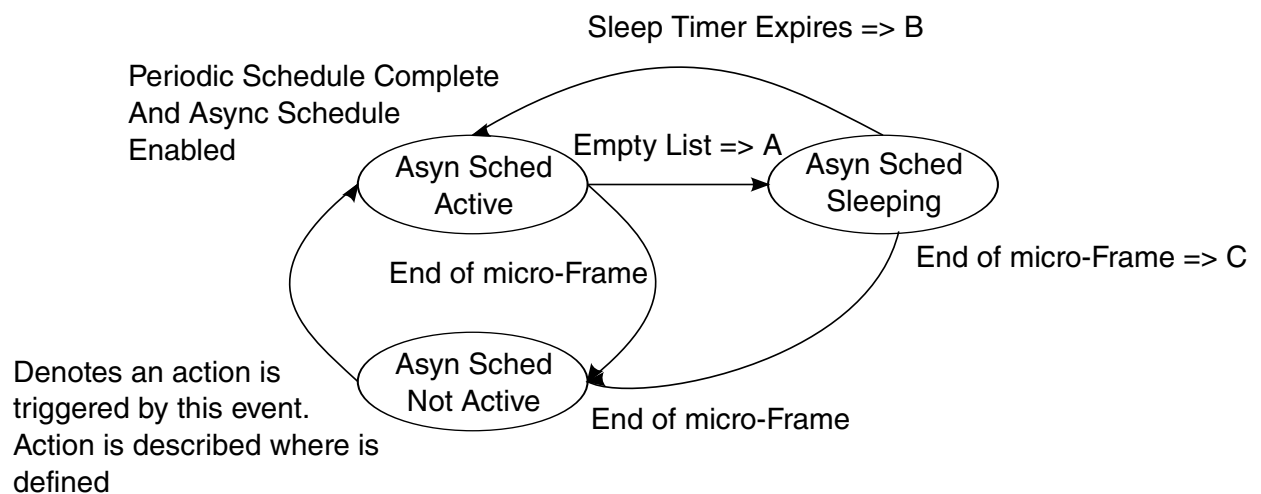 Sleep Timer Expires => B
Periodic Schedule Complete
And Async Schedule
Enabled
Empty List => A
Asyn Sched
Active
Asyn Sched
Sleeping
End of micro-Frame => C
End of micro-Frame
Asyn Sched
Not Active
End of micro-Frame
Denotes an action is
triggered by this event.
Action is described where is
defined